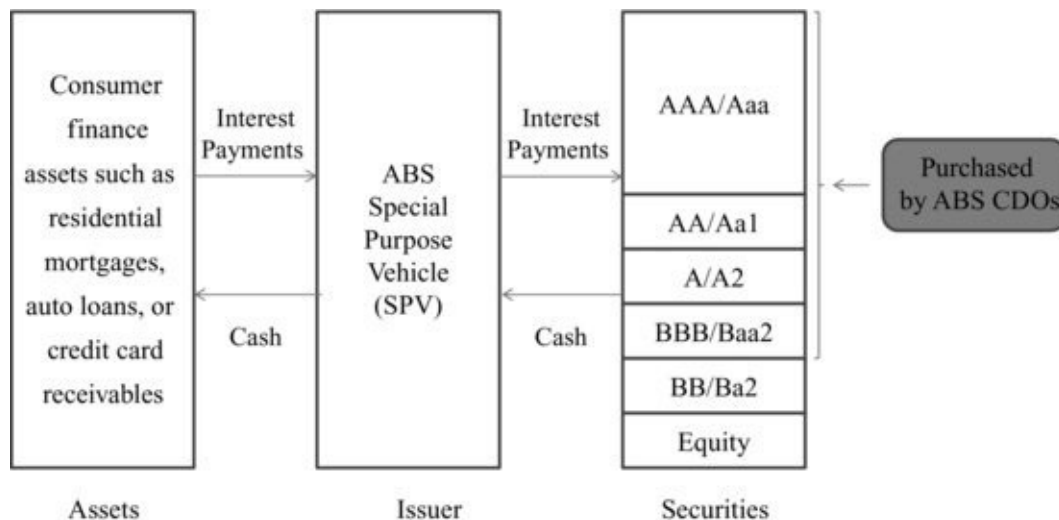 Consumer
finance
assets such as
residential
mortgages,
auto loans, or
credit card
receivables
Interest
Payments
Cash
ABS
Special
Purpose
Vehicle
(SPV)
Interest
Payments
Cash
AAA/Aaa
AA/Aa1
A/A2
BBB/Baa2
BB/Ba2
Equity
Purchased
by ABS CDOs
Assets
Issuer
Securities